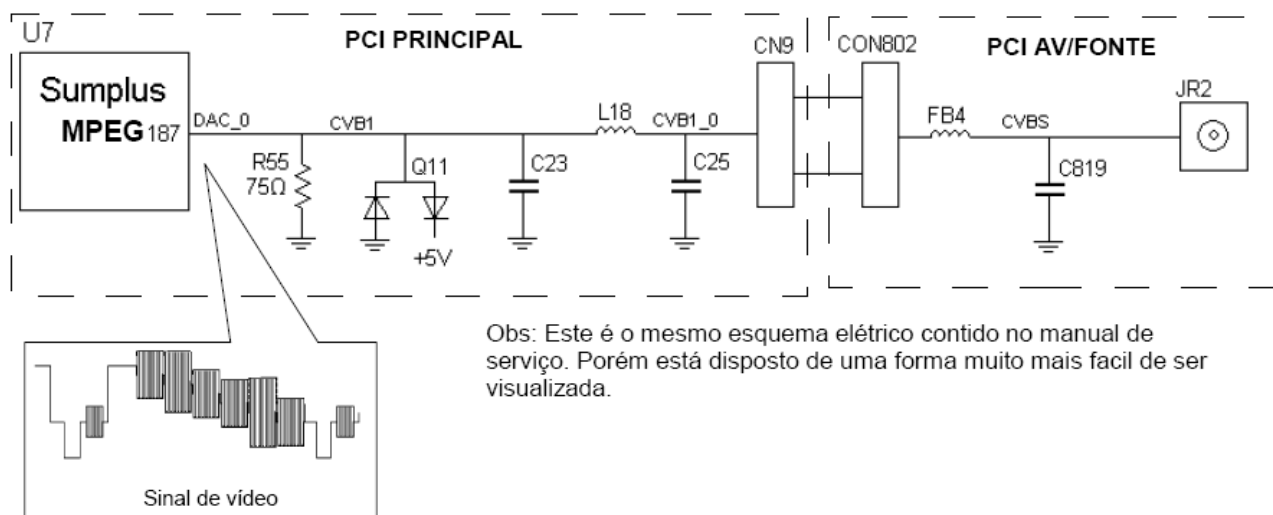 U7
PCI PRINCIPAL
CN9
CON802
PCI AV/FONTE
Sumplus
MPEG 187
DAC_0
CVB1
L18
CVB1_0
FB4
CVBS
JR2
R55
75Ω
Q11
C23
C25
C819
+5V
Obs: Este é o mesmo esquema elétrico contido no manual de
serviço. Porém está disposto de uma forma muito mais facil de ser
visualizada.
Sinal de vídeo